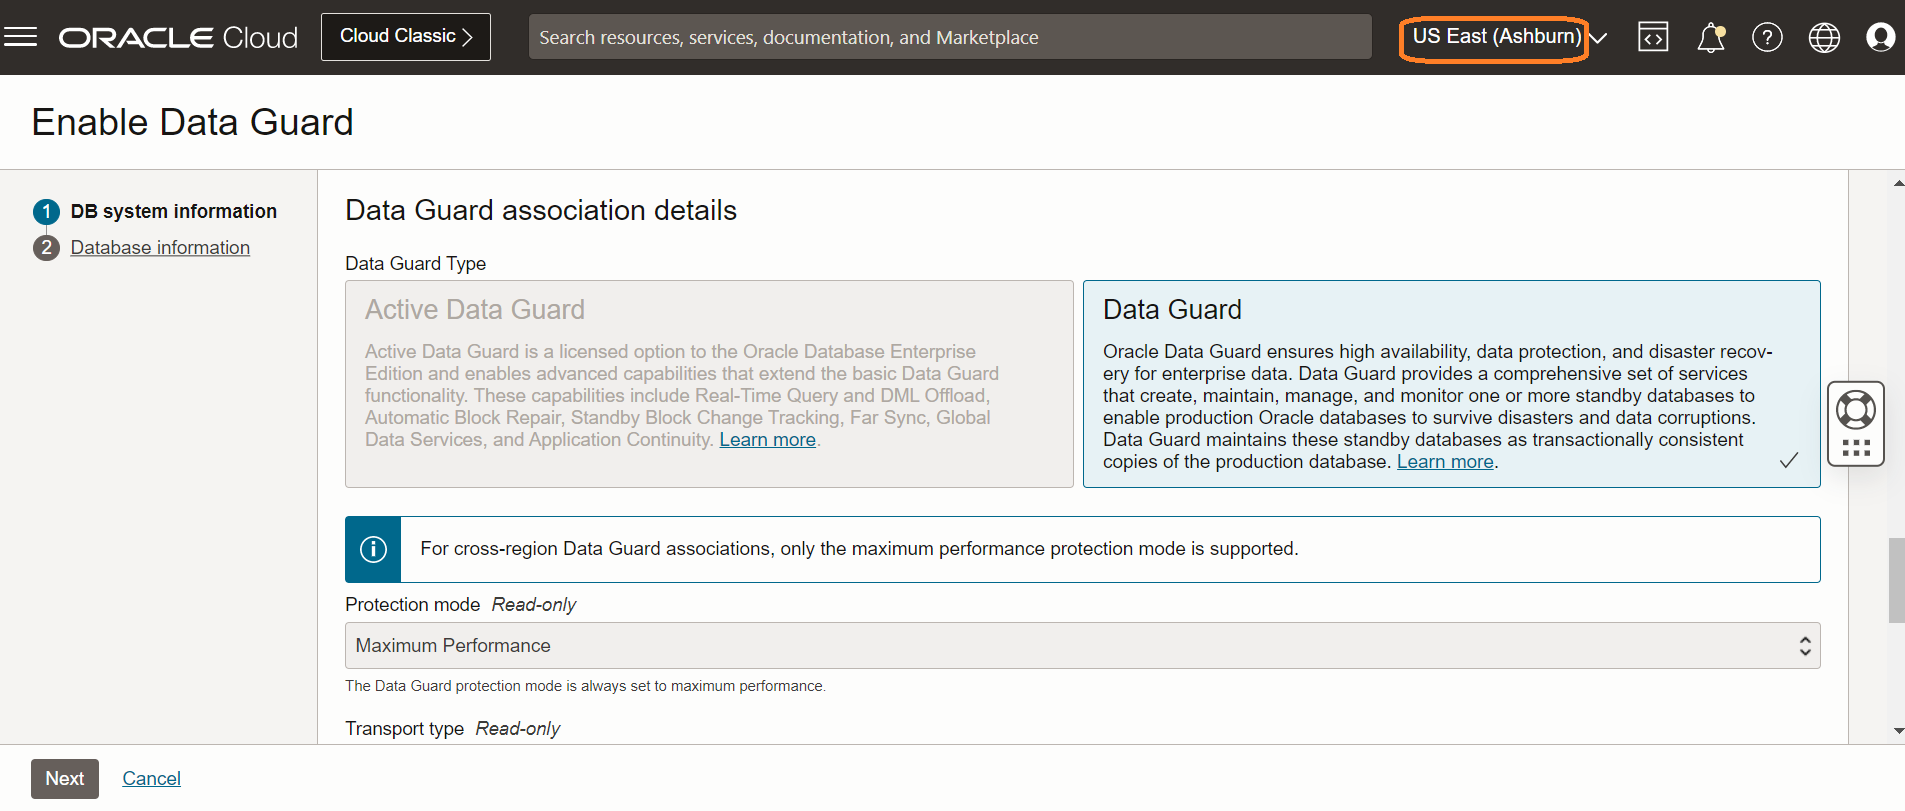 ORACLE Cloud
Cloud Classic
Search resources, services, documentation, and Marketplace
US East (Ashburn)
Enable Data Guard
1 DB system information
2 Database information
Data Guard association details
Data Guard Type
Active Data Guard
Active Data Guard is a licensed option to the Oracle Database Enterprise
Edition and enables advanced capabilities that extend the basic Data Guard
functionality. These capabilities include Real-Time Query and DML Offload,
Automatic Block Repair, Standby Block Change Tracking, Far Sync, Global
Data Services, and Application Continuity. Learn more.
Data Guard
Oracle Data Guard ensures high availability, data protection, and disaster recov-
ery for enterprise data. Data Guard provides a comprehensive set of services
that create, maintain, manage, and monitor one or more standby databases to
enable production Oracle databases to survive disasters and data corruptions.
Data Guard maintains these standby databases as transactionally consistent
copies of the production database. Learn more.
For cross-region Data Guard associations, only the maximum performance protection mode is supported.
Protection mode Read-only
Maximum Performance
The Data Guard protection mode is always set to maximum performance.
Transport type Read-only
Next
Cancel